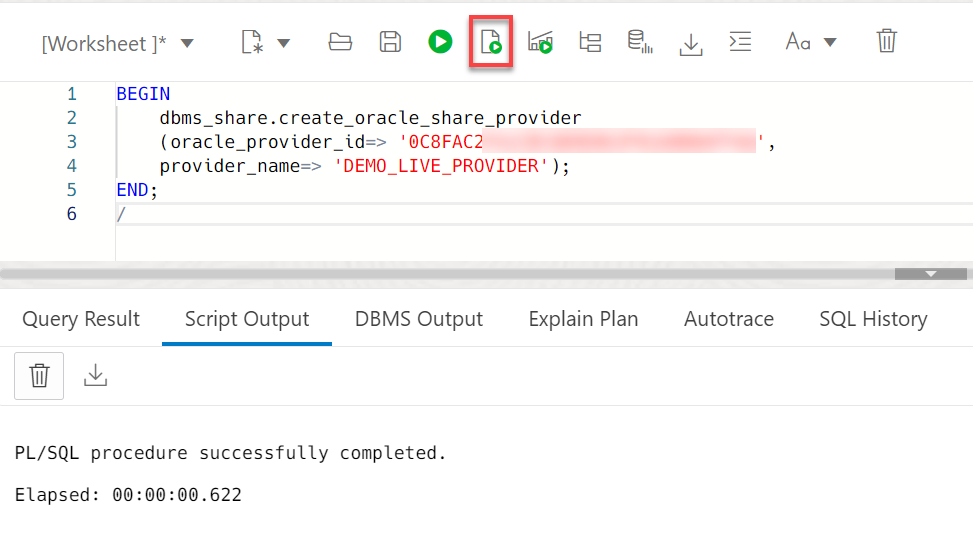 [Worksheet ]*
Aa
1 BEGIN
2 dbms_share.create_oracle_share_provider
3 (oracle_provider_id=> '0C8FAC2 ',
4 provider_name=> 'DEMO_LIVE_PROVIDER');
5 END;
6 /
Query Result Script Output DBMS Output Explain Plan Autotrace SQL History
PL/SQL procedure successfully completed.
Elapsed: 00:00:00.622